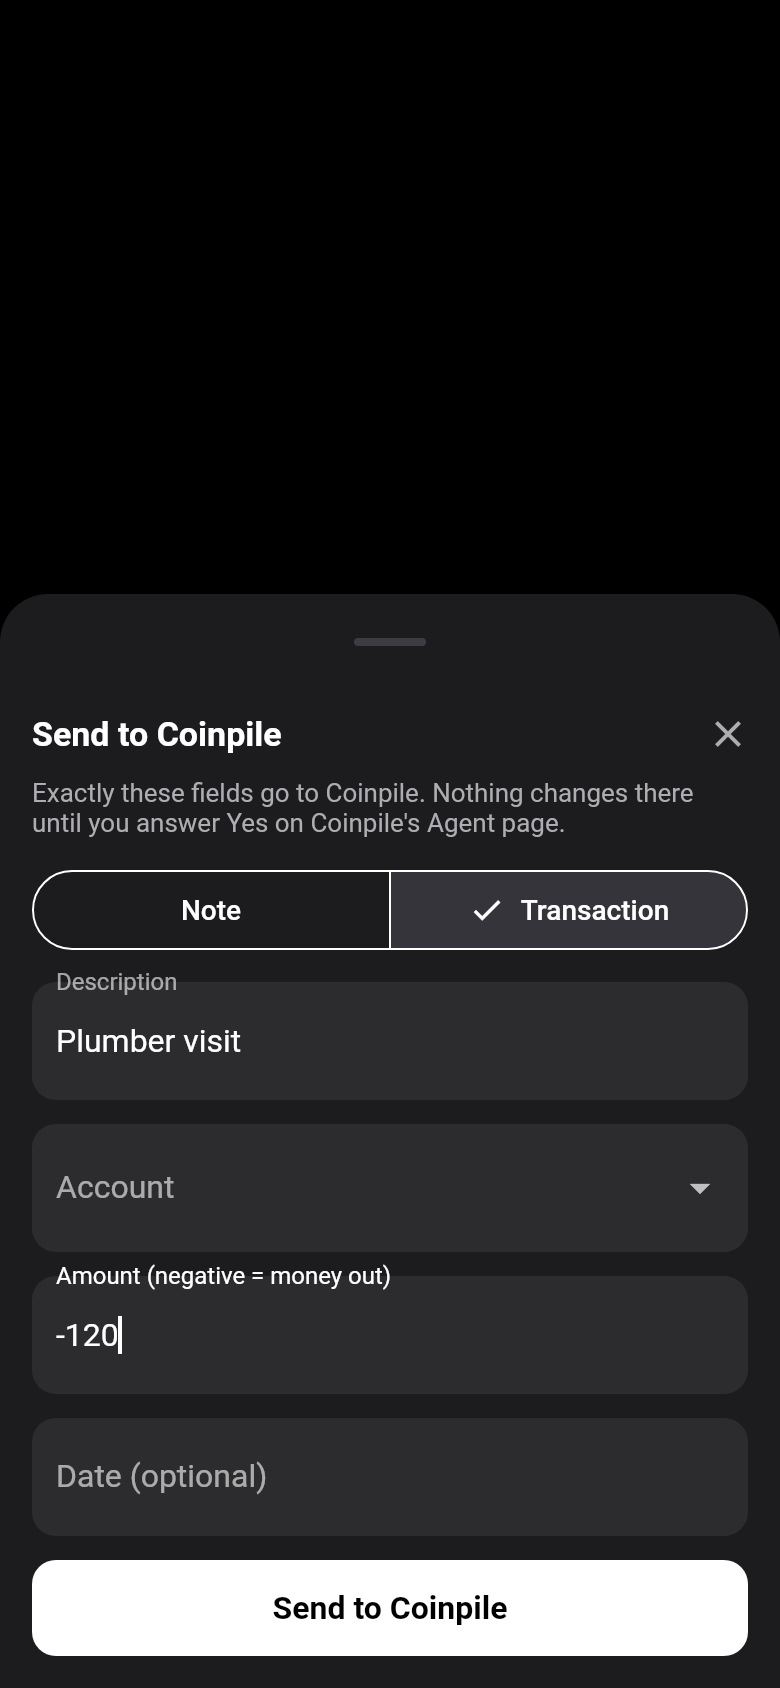 Send to Coinpile
Exactly these fields go to Coinpile. Nothing changes there
until you answer Yes on Coinpile's Agent page.
Note
Transaction
Description
Plumber visit
Account
Amount (negative = money out)
-120
Date (optional)
Send to Coinpile